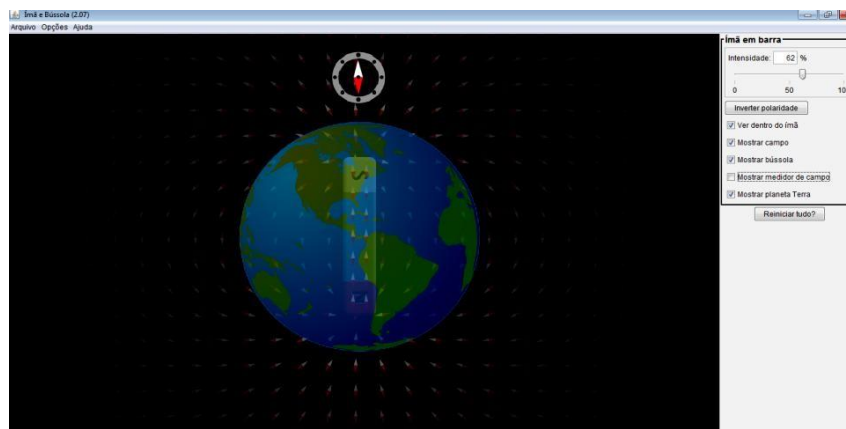 Ímã e Bússola (2.07)
Arquivo Opções Ajuda
Ímã em barra
Intensidade: 62 %
0 50 10
Inverter polaridade
Ver dentro do ímã
Mostrar campo
Mostrar bússola
Mostrar medidor de campo
Mostrar planeta Terra
Reiniciar tudo?
S
N